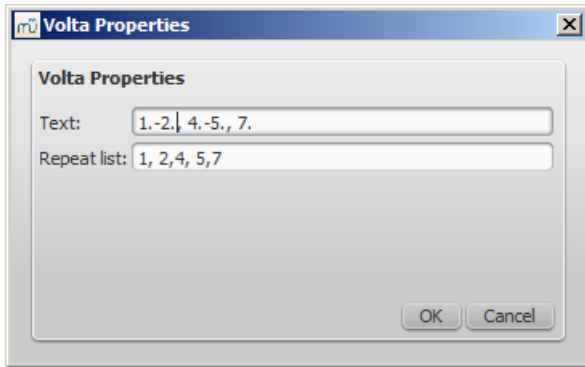 mü Volta Properties
Volta Properties
Text: 1.-2., 4.-5., 7.
Repeat list: 1, 2,4, 5,7
OK Cancel